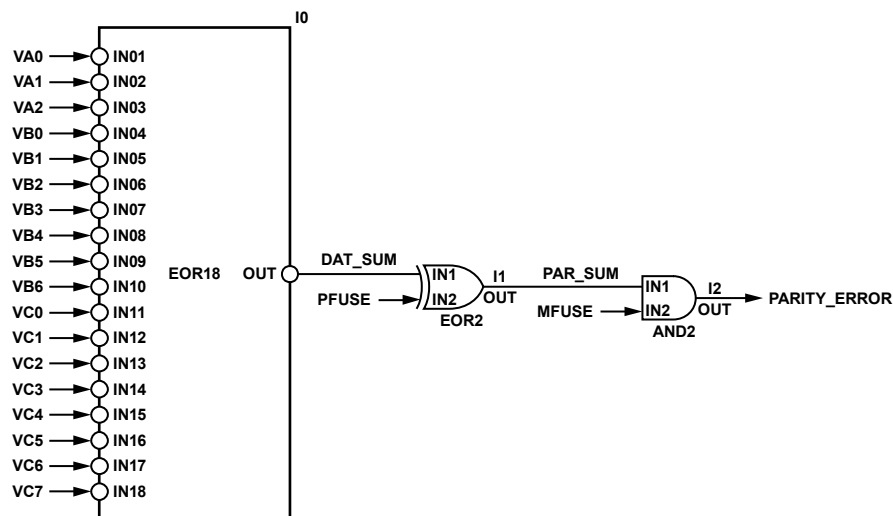 I0
VA0 IN01
VA1 IN02
VA2 IN03
VB0 IN04
VB1 IN05
VB2 IN06
VB3 IN07
VB4 IN08
VB5 IN09
VB6 IN10
VC0 IN11
VC1 IN12
VC2 IN13
VC3 IN14
VC4 IN15
VC5 IN16
VC6 IN17
VC7 IN18
EOR18 OUT
DAT_SUM
PFUSE
IN1
IN2
I1
OUT
EOR2
PAR_SUM
MFUSE
IN1
IN2
I2
OUT
AND2
PARITY_ERROR